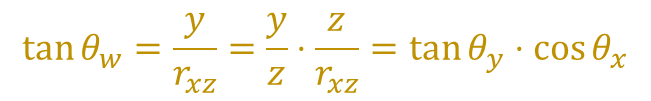 tan θ_w = y / r_xz = y / z · z / r_xz = tan θ_y · cos θ_x